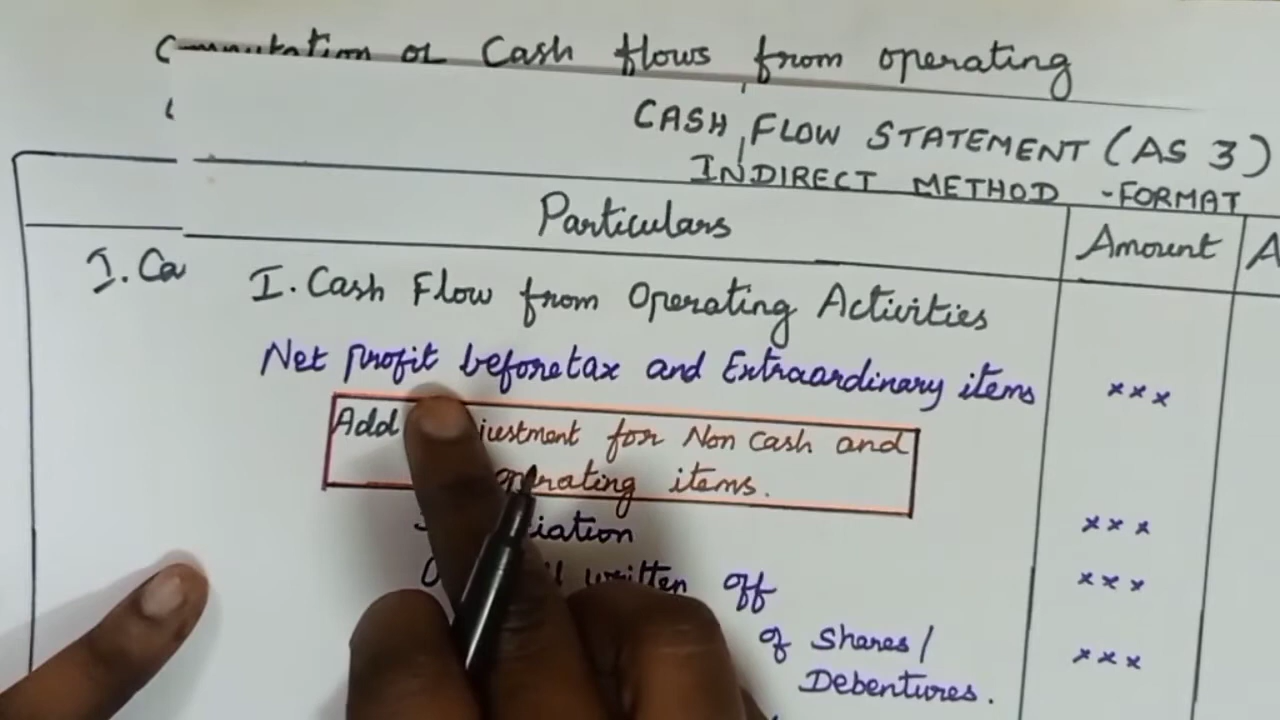 Cash flows from operating
CASH FLOW STATEMENT (AS 3)
INDIRECT METHOD - FORMAT
Particulars
Amount
A
I. Ca
I. Cash Flow from Operating Activities
Net profit before tax and Extraordinary items
xxx
Add
for Non Cash and
operating items.
xxx
written off
xxx
of Shares/
Debentures.
xxx